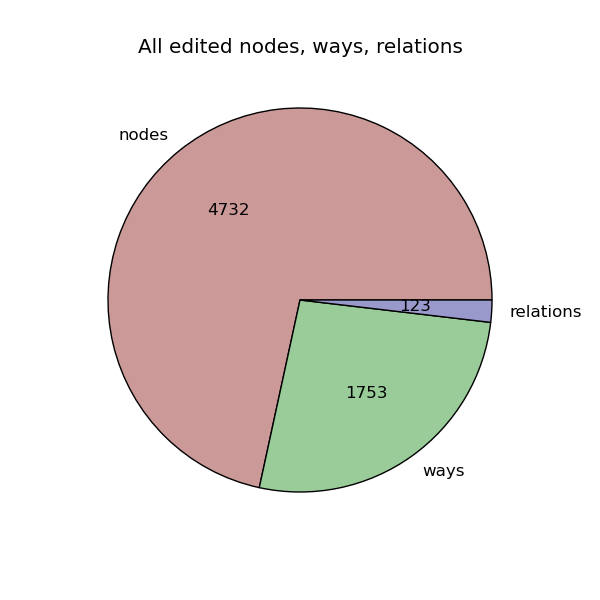 All edited nodes, ways, relations
nodes
4732
123
relations
1753
ways